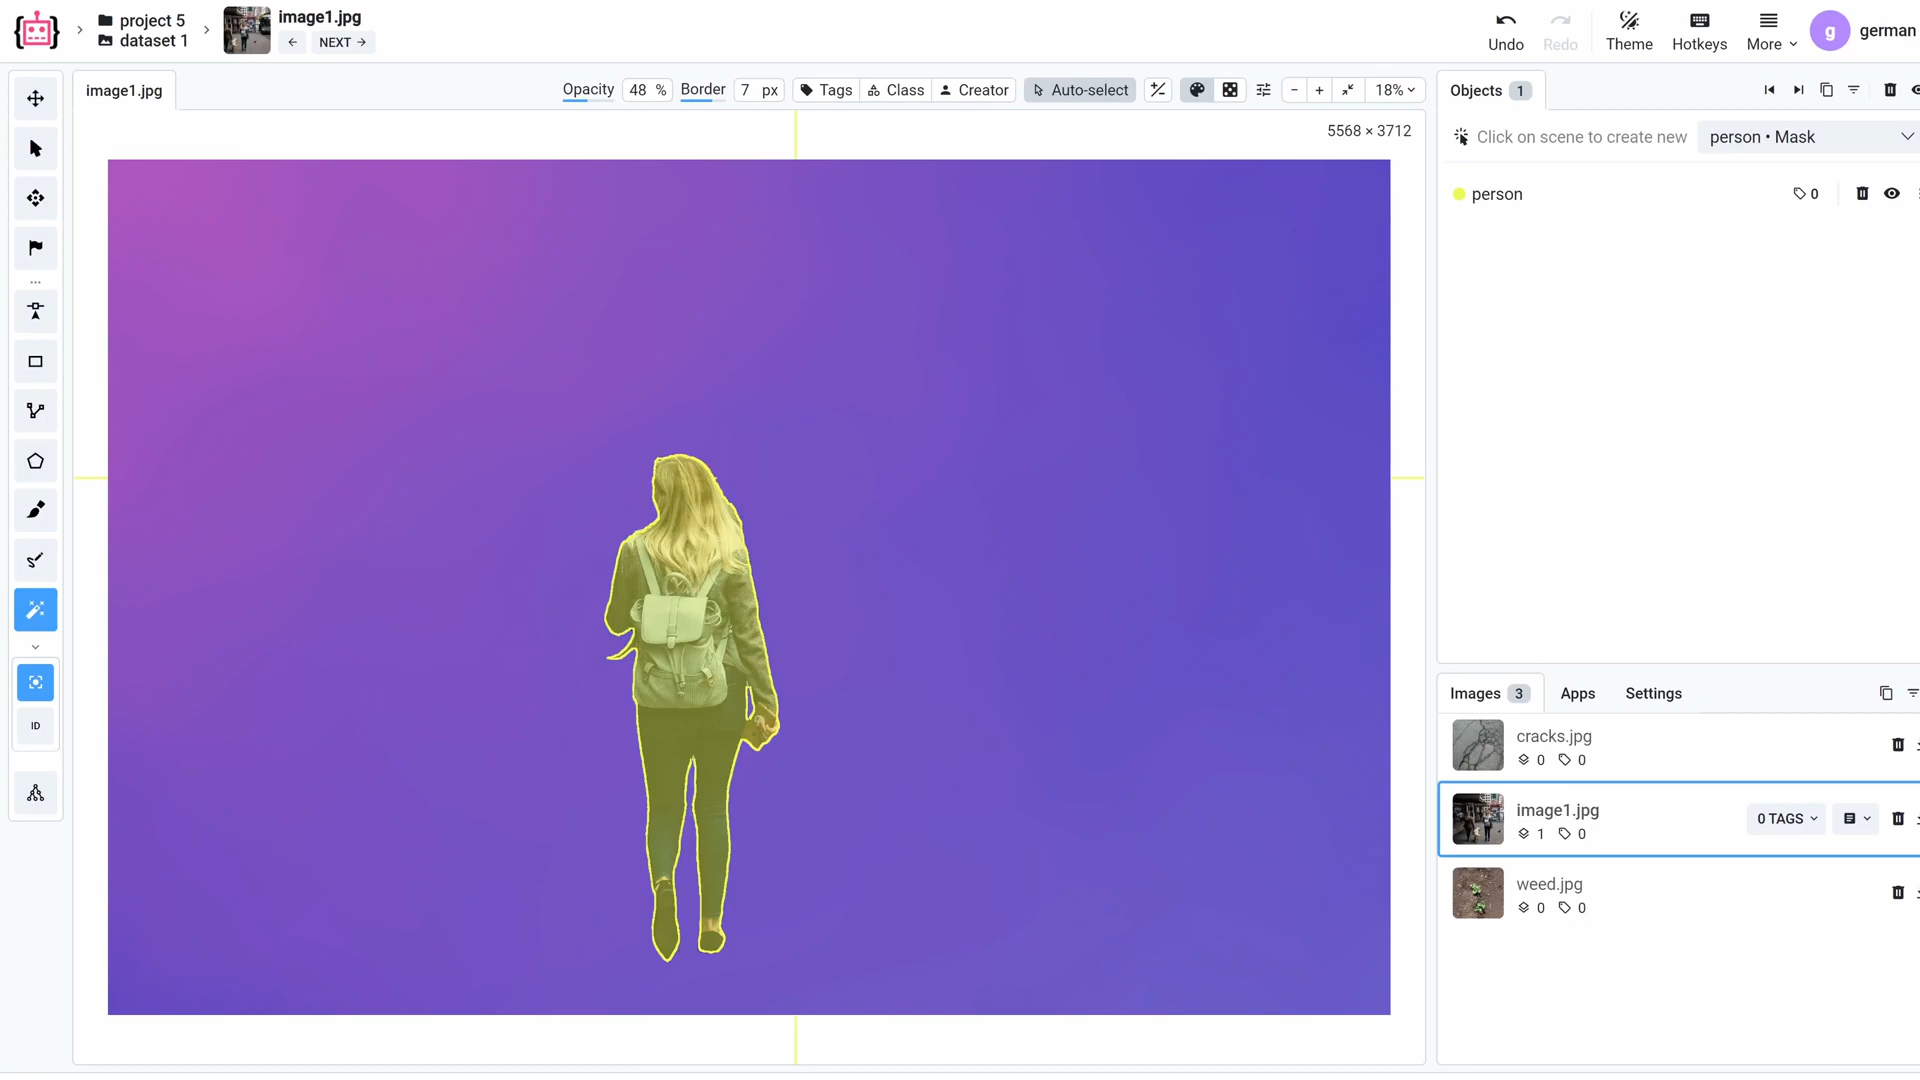 project 5
dataset 1
image1.jpg
NEXT
Undo
Redo
Theme
Hotkeys
More
g
german
image1.jpg
Opacity 48 %
Border 7 px
Tags
Class
Creator
Auto-select
18%
5568 × 3712
Objects 1
Click on scene to create new
person • Mask
person
0
ID
Images 3
Apps
Settings
cracks.jpg
0 0
image1.jpg
1 0
0 TAGS
weed.jpg
0 0